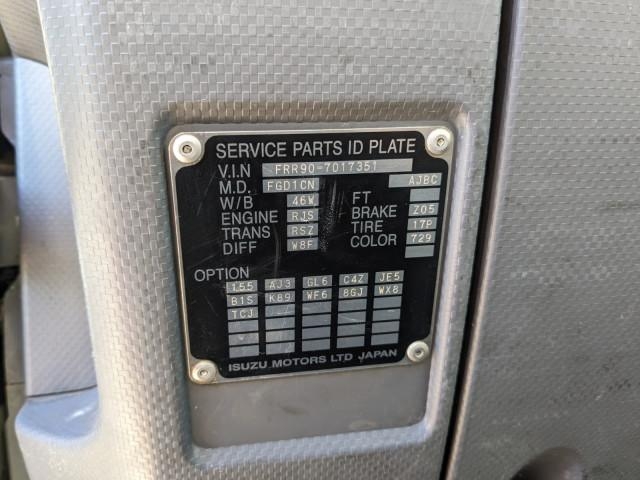 SERVICE PARTS ID PLATE
V.I.N FRR90-7017351
M.D. FGD1CN AJBC
W/B 46W FT
ENGINE RJS BRAKE Z05
TRANS RSZ TIRE 17P
DIFF W8F COLOR 729
OPTION
155 AJ3 GL6 C4Z JE5
B1S K89 WF6 8GJ WX8
TCJ
ISUZU MOTORS LTD JAPAN